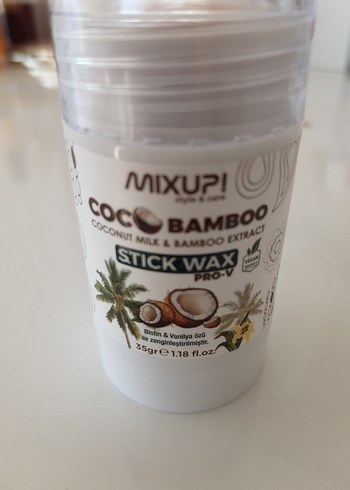 MIXUP!
style & care
COCO BAMBOO
COCONUT MILK & BAMBOO EXTRACT
STICK WAX
PRO-V
VEGAN
Biotin & Vanilya özü
ile zenginleştirilmiştir.
35gr ℮ 1.18 fl.oz.